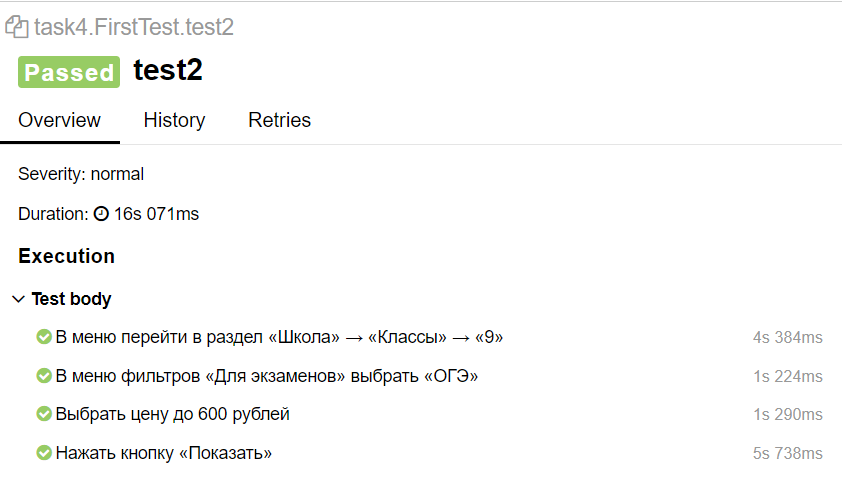 task4.FirstTest.test2
Passed test2
Overview History Retries
Severity: normal
Duration: 16s 071ms
Execution
Test body
В меню перейти в раздел «Школа» → «Классы» → «9» 4s 384ms
В меню фильтров «Для экзаменов» выбрать «ОГЭ» 1s 224ms
Выбрать цену до 600 рублей 1s 290ms
Нажать кнопку «Показать» 5s 738ms